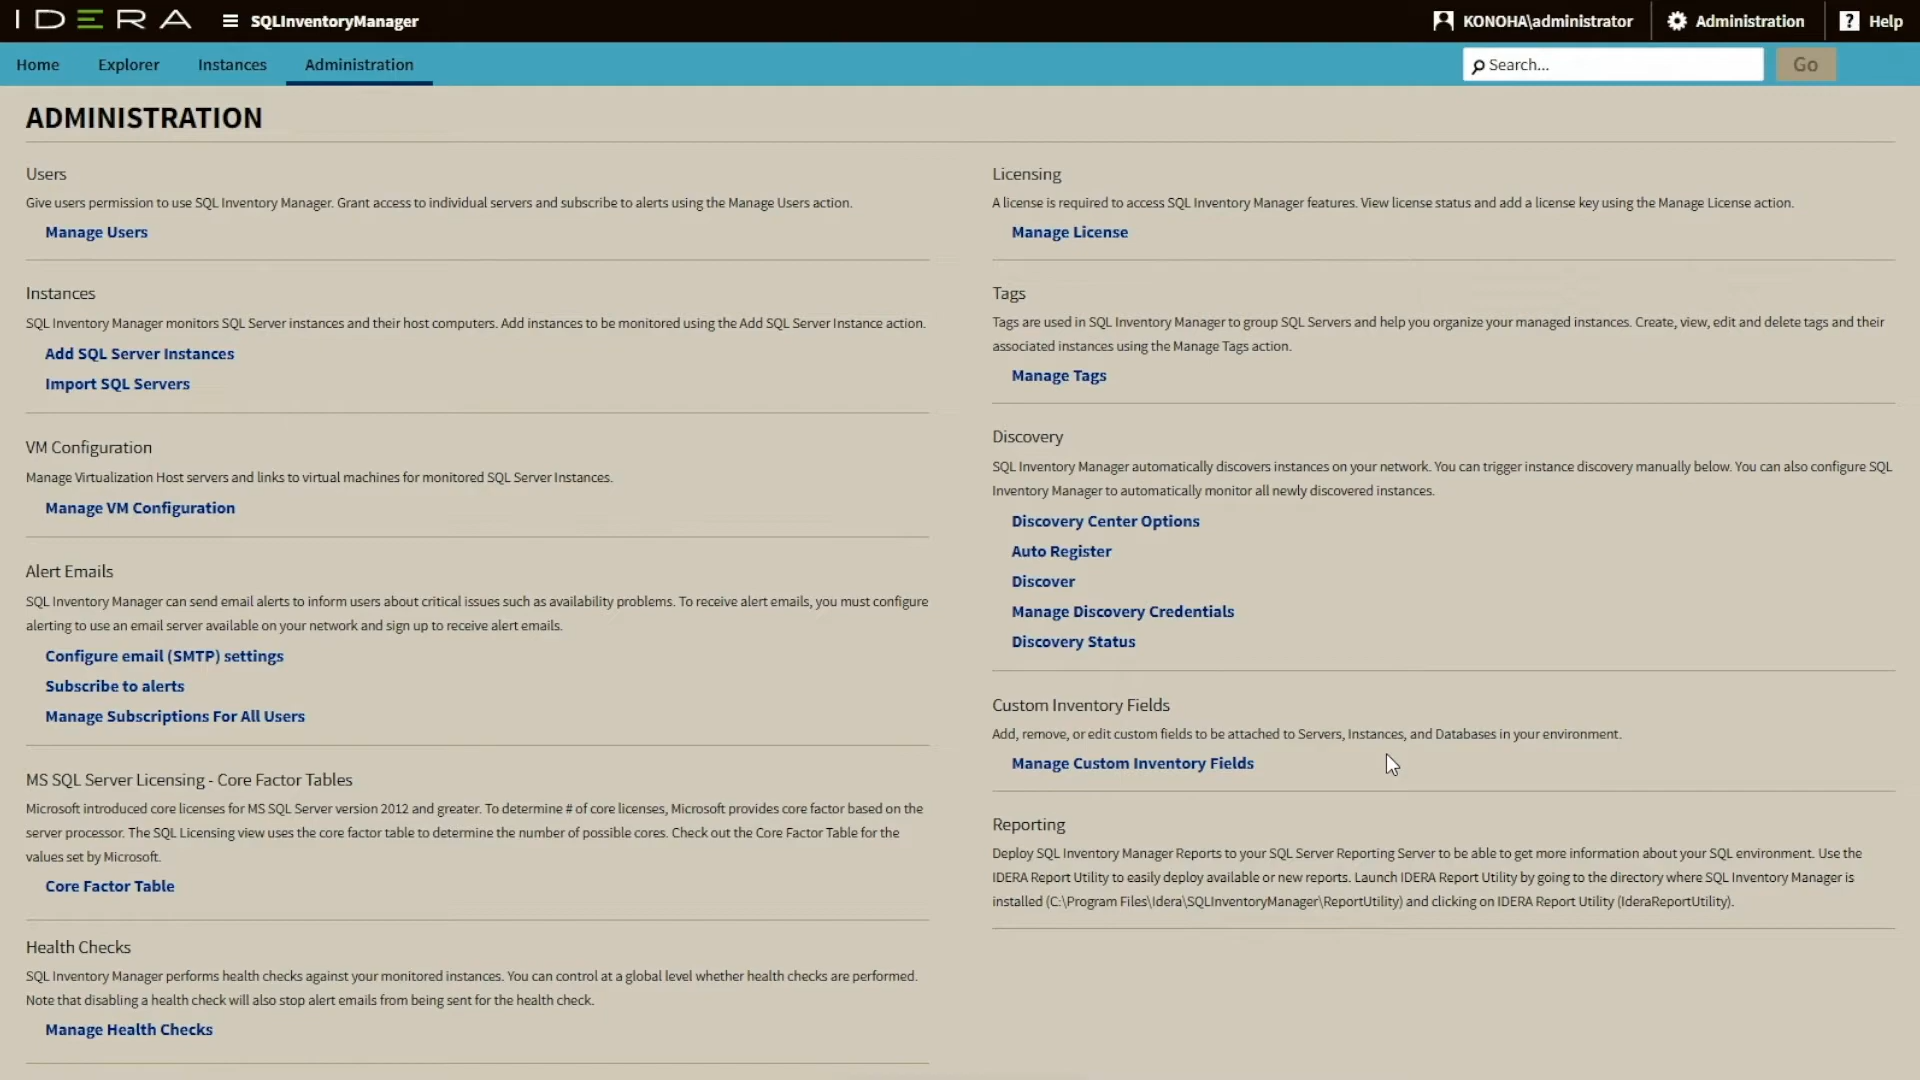 IDERA
SQLInventoryManager
KONOHA\administrator
Administration
Help
Home
Explorer
Instances
Administration
Search...
Go
ADMINISTRATION
Users
Give users permission to use SQL Inventory Manager. Grant access to individual servers and subscribe to alerts using the Manage Users action.
Manage Users
Instances
SQL Inventory Manager monitors SQL Server instances and their host computers. Add instances to be monitored using the Add SQL Server Instance action.
Add SQL Server Instances
Import SQL Servers
VM Configuration
Manage Virtualization Host servers and links to virtual machines for monitored SQL Server Instances.
Manage VM Configuration
Alert Emails
SQL Inventory Manager can send email alerts to inform users about critical issues such as availability problems. To receive alert emails, you must configure
alerting to use an email server available on your network and sign up to receive alert emails.
Configure email (SMTP) settings
Subscribe to alerts
Manage Subscriptions For All Users
MS SQL Server Licensing - Core Factor Tables
Microsoft introduced core licenses for MS SQL Server version 2012 and greater. To determine # of core licenses, Microsoft provides core factor based on the
server processor. The SQL Licensing view uses the core factor table to determine the number of possible cores. Check out the Core Factor Table for the
values set by Microsoft.
Core Factor Table
Health Checks
SQL Inventory Manager performs health checks against your monitored instances. You can control at a global level whether health checks are performed.
Note that disabling a health check will also stop alert emails from being sent for the health check.
Manage Health Checks
Licensing
A license is required to access SQL Inventory Manager features. View license status and add a license key using the Manage License action.
Manage License
Tags
Tags are used in SQL Inventory Manager to group SQL Servers and help you organize your managed instances. Create, view, edit and delete tags and their
associated instances using the Manage Tags action.
Manage Tags
Discovery
SQL Inventory Manager automatically discovers instances on your network. You can trigger instance discovery manually below. You can also configure SQL
Inventory Manager to automatically monitor all newly discovered instances.
Discovery Center Options
Auto Register
Discover
Manage Discovery Credentials
Discovery Status
Custom Inventory Fields
Add, remove, or edit custom fields to be attached to Servers, Instances, and Databases in your environment.
Manage Custom Inventory Fields
Reporting
Deploy SQL Inventory Manager Reports to your SQL Server Reporting Server to be able to get more information about your SQL environment. Use the
IDERA Report Utility to easily deploy available or new reports. Launch IDERA Report Utility by going to the directory where SQL Inventory Manager is
installed (C:\Program Files\Idera\SQLInventoryManager\ReportUtility) and clicking on IDERA Report Utility (IderaReportUtility).